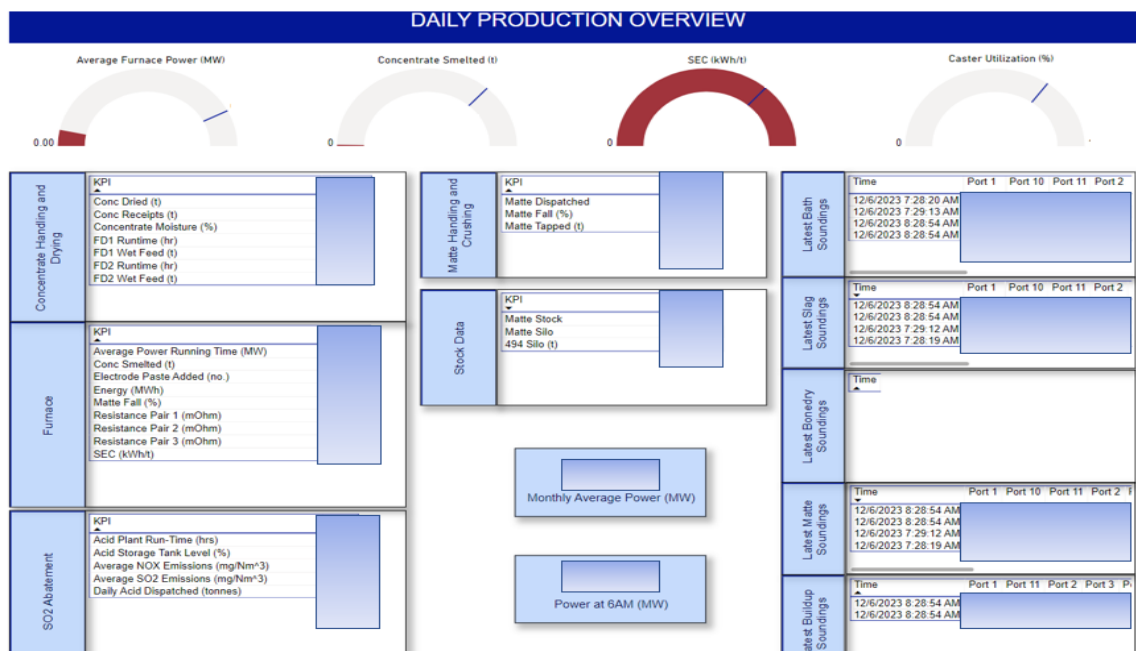 DAILY PRODUCTION OVERVIEW
Average Furnace Power (MW)
0.00
Concentrate Smelted (t)
0
SEC (kWh/t)
0
Caster Utilization (%)
0
Concentrate Handling and
Drying
KPI
Conc Dried (t)
Conc Receipts (t)
Concentrate Moisture (%)
FD1 Runtime (hr)
FD1 Wet Feed (t)
FD2 Runtime (hr)
FD2 Wet Feed (t)
Furnace
KPI
Average Power Running Time (MW)
Conc Smelted (t)
Electrode Paste Added (no.)
Energy (MWh)
Matte Fall (%)
Resistance Pair 1 (mOhm)
Resistance Pair 2 (mOhm)
Resistance Pair 3 (mOhm)
SEC (kWh/t)
SO2 Abatement
KPI
Acid Plant Run-Time (hrs)
Acid Storage Tank Level (%)
Average NOX Emissions (mg/Nm^3)
Average SO2 Emissions (mg/Nm^3)
Daily Acid Dispatched (tonnes)
Matte Handling and
Crushing
KPI
Matte Dispatched
Matte Fall (%)
Matte Tapped (t)
Stock Data
KPI
Matte Stock
Matte Silo
494 Silo (t)
Monthly Average Power (MW)
Power at 6AM (MW)
Latest Bath
Soundings
Time Port 1 Port 10 Port 11 Port 2
12/6/2023 7:28:20 AM
12/6/2023 7:29:13 AM
12/6/2023 8:28:54 AM
12/6/2023 8:28:54 AM
Latest Slag
Soundings
Time Port 1 Port 10 Port 11 Port 2
12/6/2023 8:28:54 AM
12/6/2023 8:28:54 AM
12/6/2023 7:29:12 AM
12/6/2023 7:28:19 AM
Latest Bonedry
Soundings
Time
Latest Matte
Soundings
Time Port 1 Port 10 Port 11 Port 2
12/6/2023 8:28:54 AM
12/6/2023 8:28:54 AM
12/6/2023 7:29:12 AM
12/6/2023 7:28:19 AM
Latest Buildup
Soundings
Time Port 1 Port 11 Port 2 Port 3
12/6/2023 8:28:54 AM
12/6/2023 8:28:54 AM